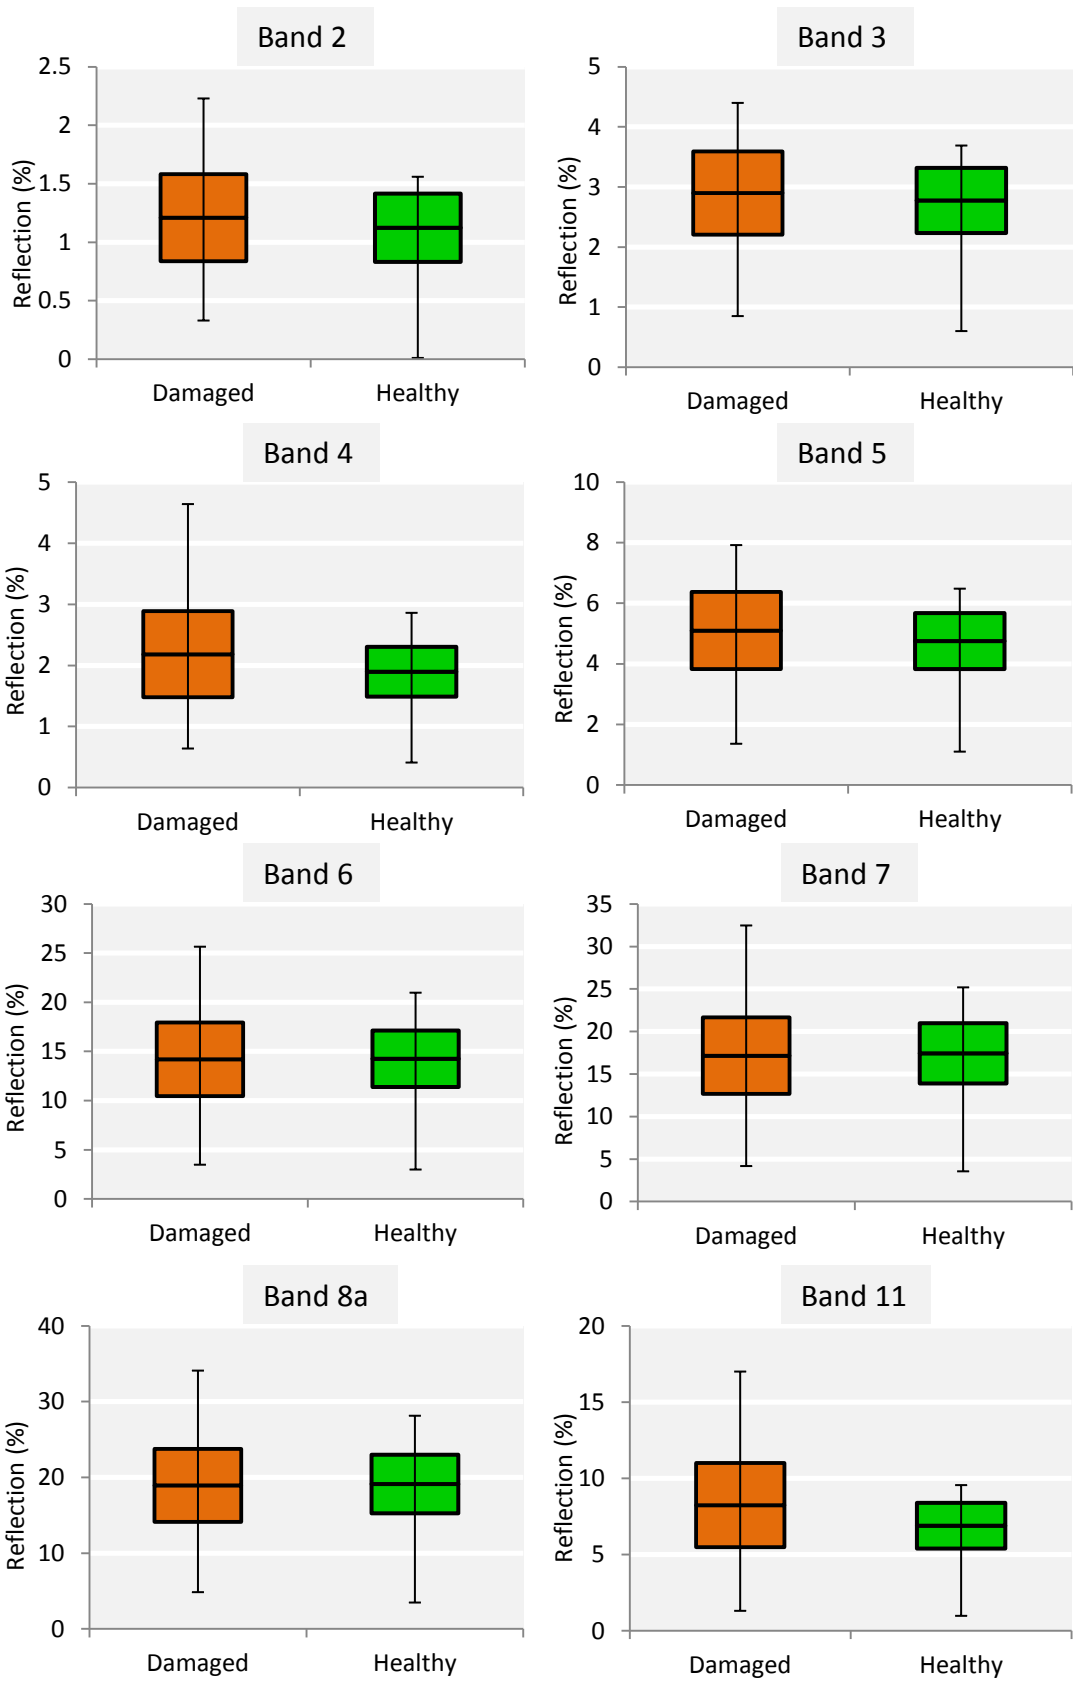 Band 2
Reflection (%)
2.5
2
1.5
1
0.5
0
Damaged
Healthy
Band 3
Reflection (%)
5
4
3
2
1
0
Damaged
Healthy
Band 4
Reflection (%)
5
4
3
2
1
0
Damaged
Healthy
Band 5
Reflection (%)
10
8
6
4
2
0
Damaged
Healthy
Band 6
Reflection (%)
30
25
20
15
10
5
0
Damaged
Healthy
Band 7
Reflection (%)
35
30
25
20
15
10
5
0
Damaged
Healthy
Band 8a
Reflection (%)
40
30
20
10
0
Damaged
Healthy
Band 11
Reflection (%)
20
15
10
5
0
Damaged
Healthy